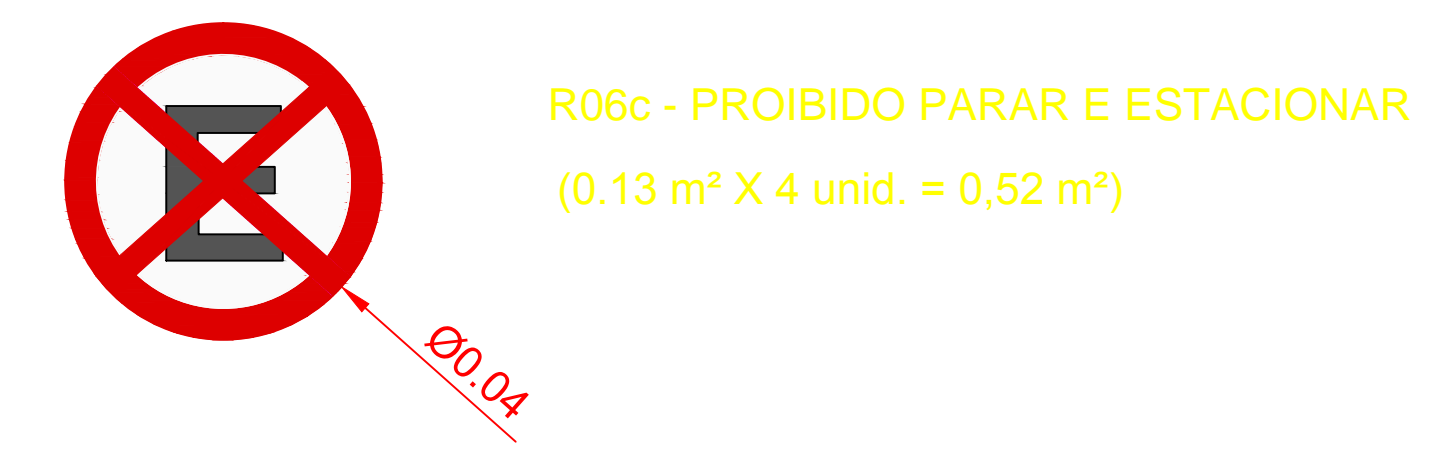 R06c - PROIBIDO PARAR E ESTACIONAR
(0.13 m² X 4 unid. = 0,52 m²)
E
Ø0.04